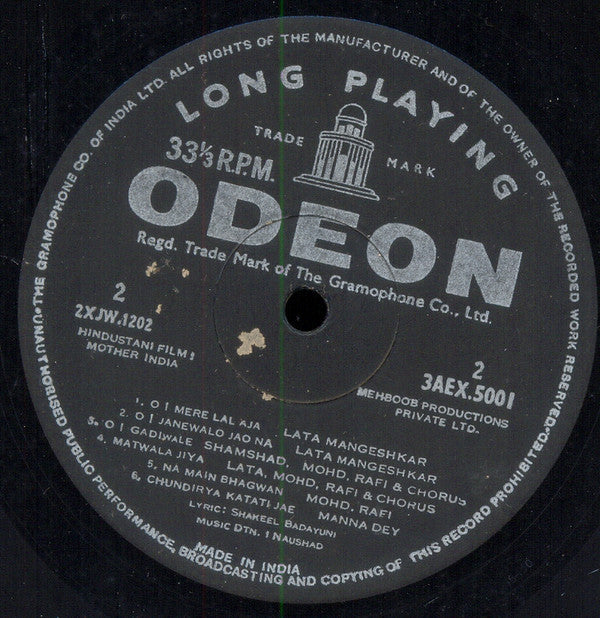 THE GRAMOPHONE CO. OF INDIA LTD. ALL RIGHTS OF THE MANUFACTURER AND OF THE OWNER OF THE RECORDED WORK RESERVED.
UNAUTHORISED PUBLIC PERFORMANCE, BROADCASTING AND COPYING OF THIS RECORD PROHIBITED.
LONG PLAYING
TRADE MARK
33⅓ R.P.M.
ODEON
Regd. Trade Mark of The Gramophone Co., Ltd.
2
2XJW.1202
HINDUSTANI FILM:
MOTHER INDIA
2
3AEX.5001
MEHBOOB PRODUCTIONS
PRIVATE LTD.
1. O ! MERE LAL AJA LATA MANGESHKAR
2. O ! JANEWALO JAO NA LATA MANGESHKAR
3. O ! GADIWALE SHAMSHAD, MOHD, RAFI & CHORUS
4. MATWALA JIYA LATA, MOHD, RAFI & CHORUS
5. NA MAIN BHAGWAN MOHD, RAFI
6. CHUNDIRYA KATATI JAE MANNA DEY
LYRIC: SHAKEEL BADAYUNI
MUSIC DTN. : NAUSHAD
MADE IN INDIA